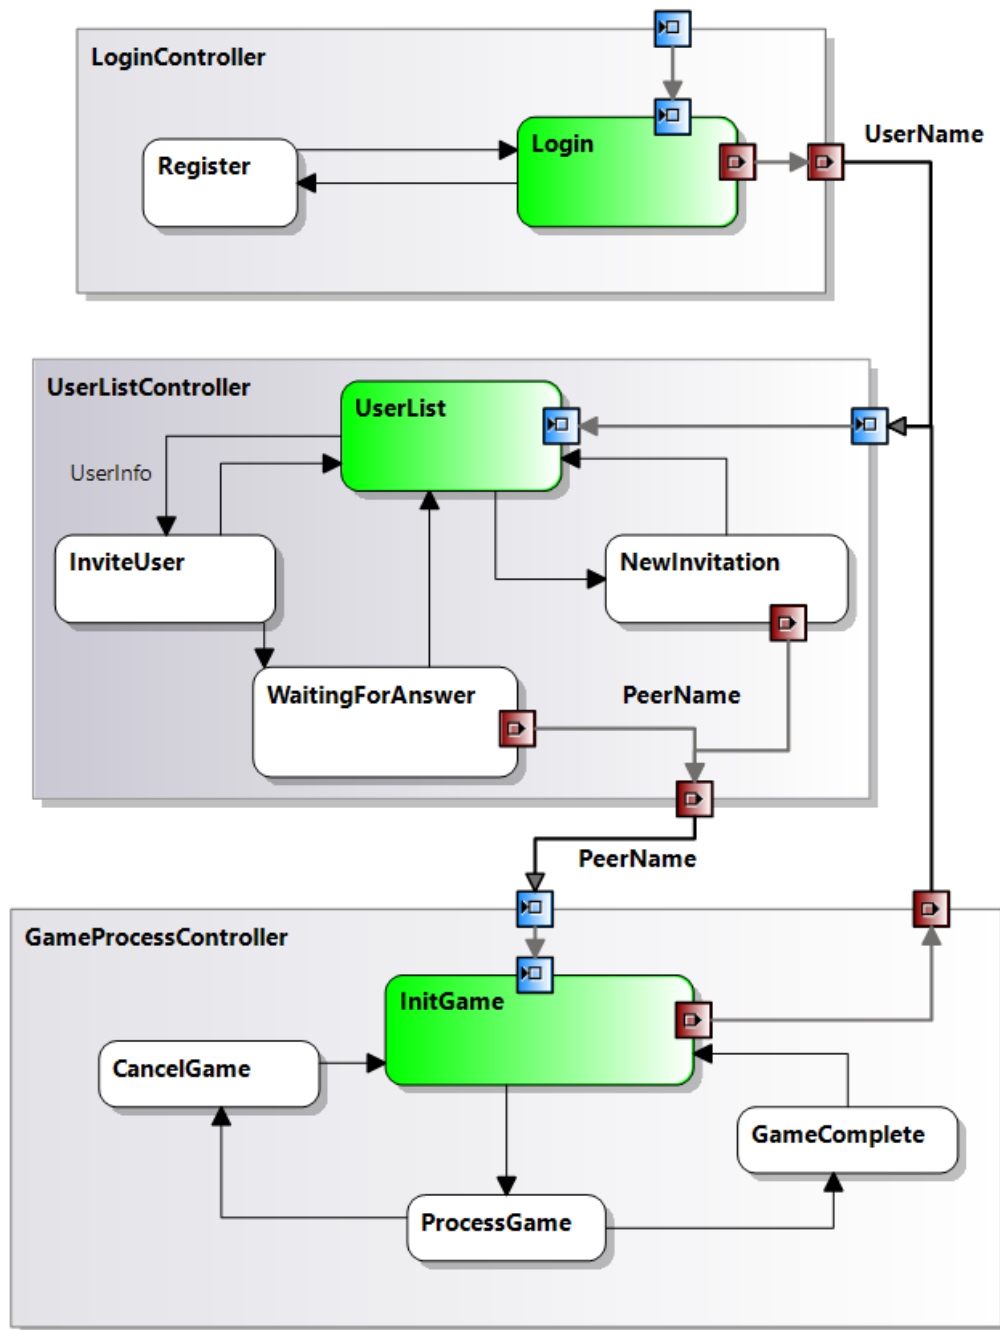 LoginController
UserName
Login
Register
UserListController
UserList
UserInfo
InviteUser
NewInvitation
WaitingForAnswer
PeerName
PeerName
GameProcessController
InitGame
CancelGame
GameComplete
ProcessGame